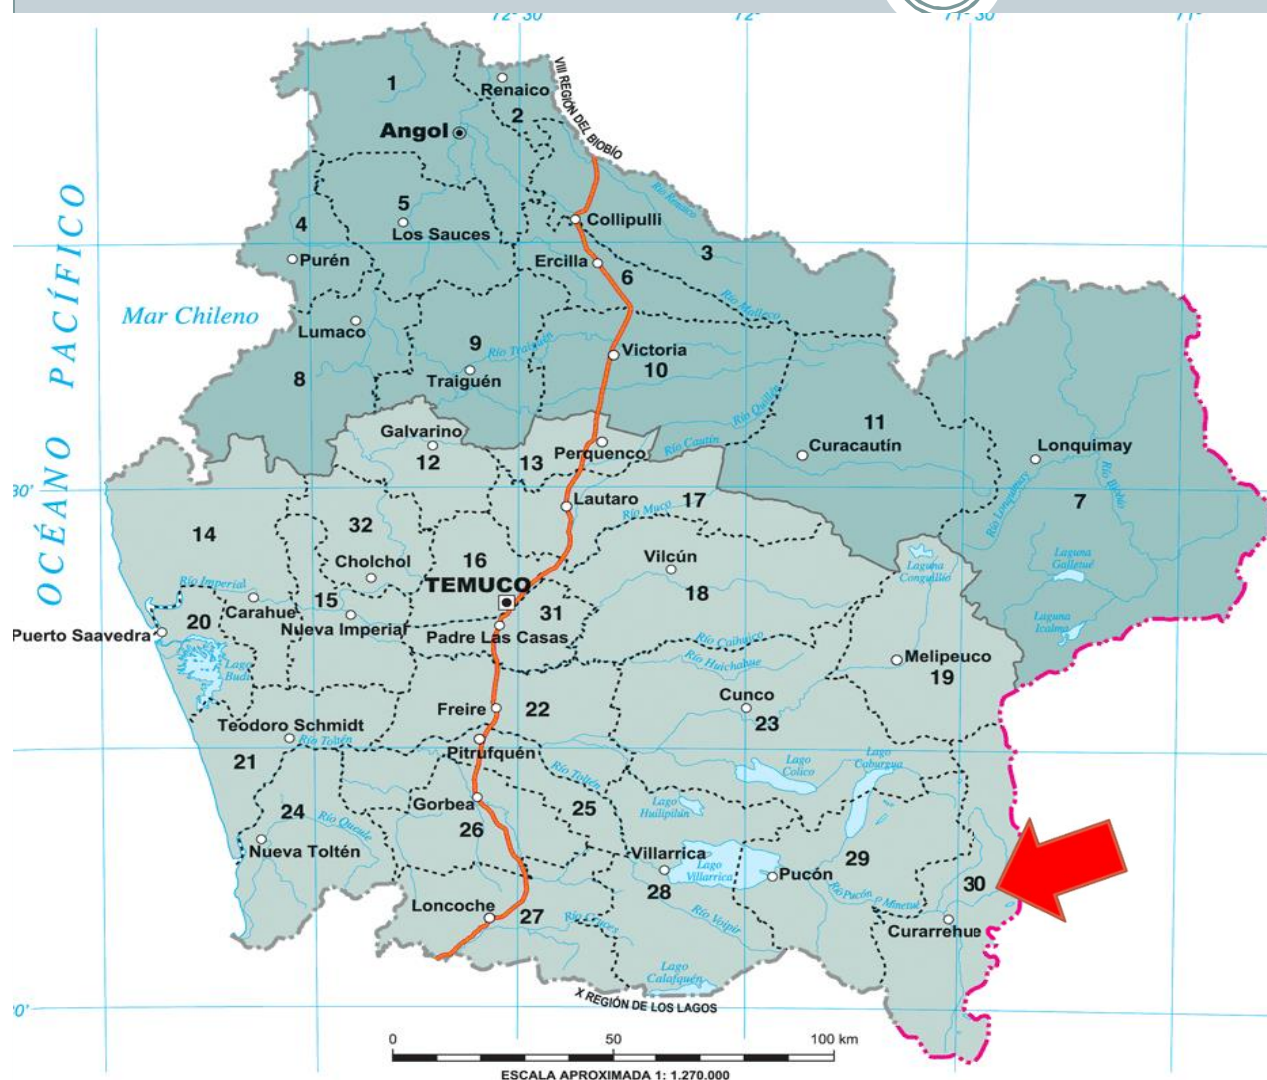 72° 30'
72°
71° 30'
71°
1
Renaico
2
VIII REGIÓN DEL BIOBÍO
Angol
Río Renaico
5
4
Los Sauces
Collipulli
3
Purén
Ercilla
6
OCÉANO PACÍFICO
Mar Chileno
Río Malleco
Lumaco
9
Río Traiguén
Victoria
10
8
Traiguén
Río Quillén
11
Galvarino
12
13
Perquenco
Río Cautín
Curacautín
Lonquimay
30'
Lautaro
Río Muco
17
Río Lonquimay
Río Biobío
7
14
32
Cholchol
16
Vilcún
18
Laguna
Conguillío
Laguna
Galletué
Río Imperial
TEMUCO
Carahue
15
Nueva Imperial
31
20
Puerto Saavedra
Padre Las Casas
Laguna
Icalma
Lago
Budi
Río Huichahue
Melipeuco
19
Cunco
23
Freire
22
Teodoro Schmidt
Río Toltén
Pitrufquén
21
Río Toltén
Lago
Colico
Lago
Caburgua
Gorbea
26
25
Lago
Huilipilún
24
Río Queule
Nueva Toltén
Villarrica
28
Lago
Villarrica
Pucón
29
30
Río Pucón o Minetué
Loncoche
27
Río Cruces
Río Voipir
Curarrehue
Lago
Calafquén
X REGIÓN DE LOS LAGOS
0
50
100 km
ESCALA APROXIMADA 1: 1.270.000